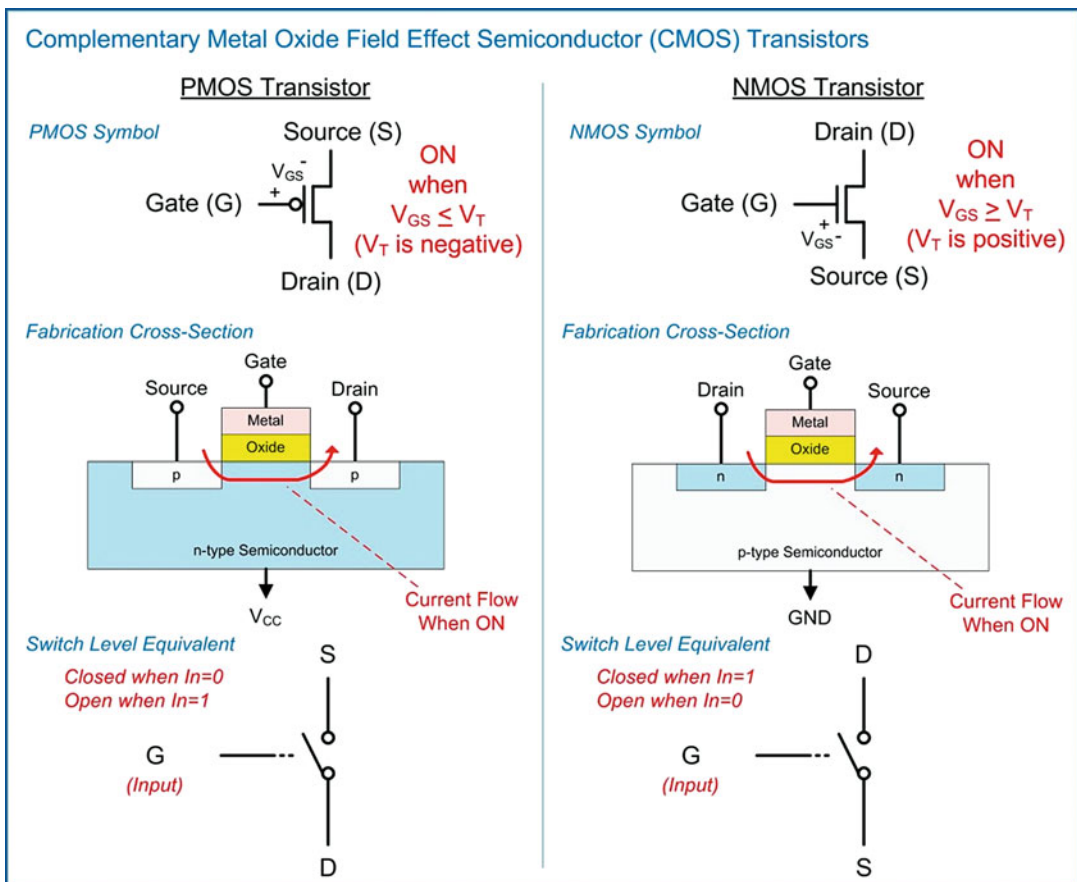 Complementary Metal Oxide Field Effect Semiconductor (CMOS) Transistors
PMOS Transistor
PMOS Symbol
Source (S)
VGS
-
+
Gate (G)
ON
when
VGS ≤ VT
(VT is negative)
Drain (D)
Fabrication Cross-Section
Gate
Source
Drain
Metal
Oxide
p
p
n-type Semiconductor
VCC
Current Flow
When ON
Switch Level Equivalent
Closed when In=0
Open when In=1
S
G
(Input)
D
NMOS Transistor
NMOS Symbol
Drain (D)
Gate (G)
+
VGS
-
ON
when
VGS ≥ VT
(VT is positive)
Source (S)
Fabrication Cross-Section
Gate
Drain
Source
Metal
Oxide
n
n
p-type Semiconductor
GND
Current Flow
When ON
Switch Level Equivalent
Closed when In=1
Open when In=0
D
G
(Input)
S